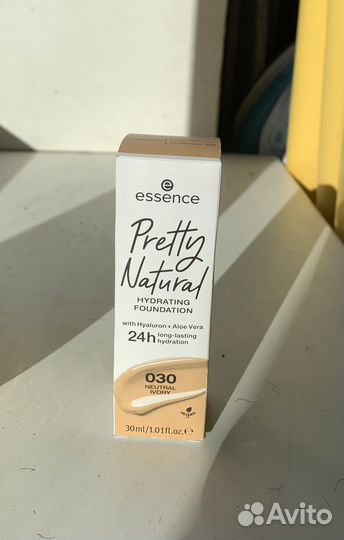 essence
Pretty
Natural
HYDRATING
FOUNDATION
with Hyaluron + Aloe Vera
24h long-lasting
hydration
030
NEUTRAL
IVORY
vegan
30ml/1.01fl.oz.e
Avito